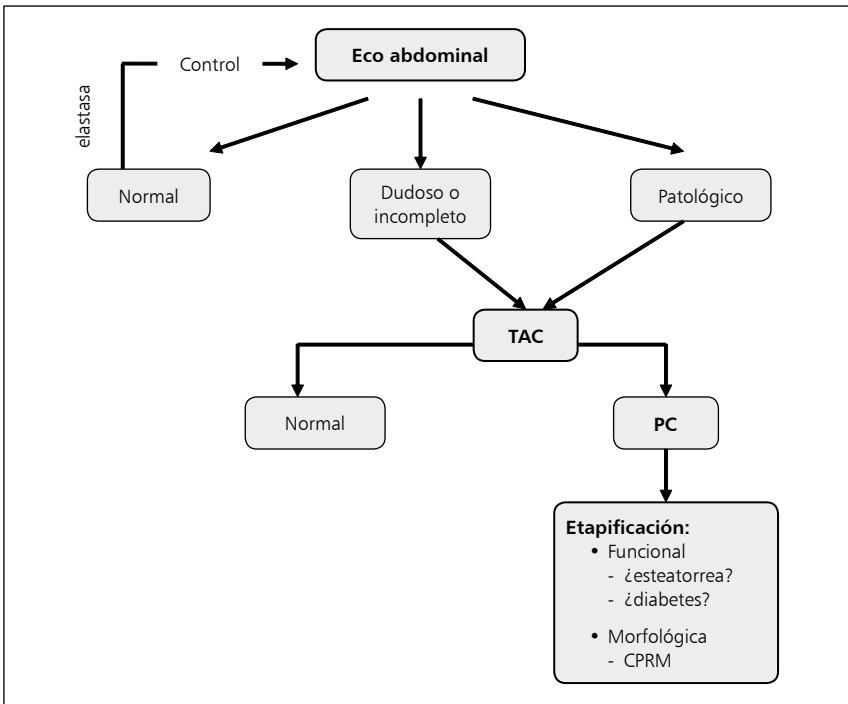 Eco abdominal
Control
elastasa
Normal
Dudoso o
incompleto
Patológico
TAC
Normal
PC
Etapificación:
• Funcional
- ¿esteatorrea?
- ¿diabetes?
• Morfológica
- CPRM